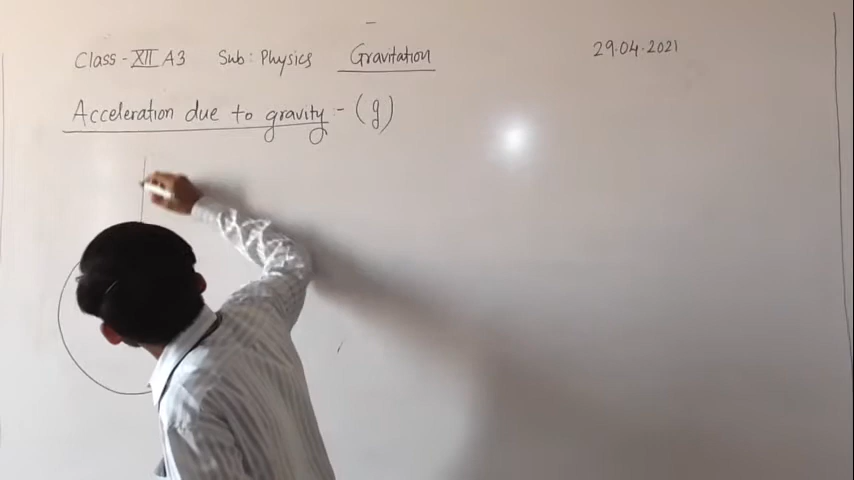 Class - XII A3 Sub : Physics Gravitation 29.04.2021
Acceleration due to gravity :- (g)